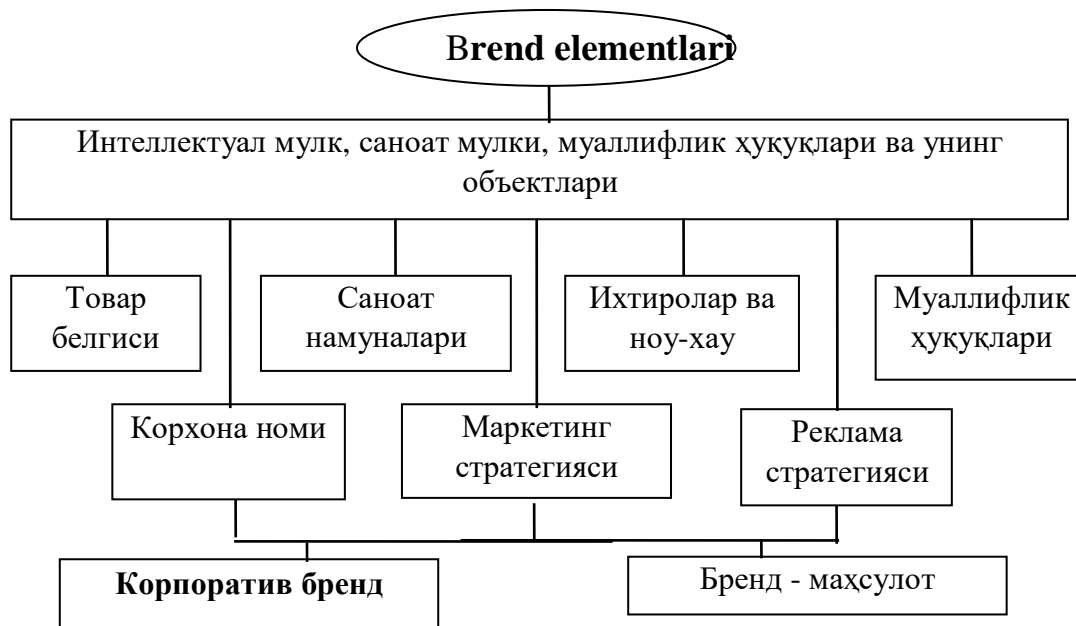 Brend elementlari
Интеллектуал мулк, саноат мулки, муаллифлик ҳуқуқлари ва унинг
объектлари
Товар
белгиси
Саноат
намуналари
Ихтиролар ва
ноу-хау
Муаллифлик
ҳуқуқлари
Корхона номи
Маркетинг
стратегияси
Реклама
стратегияси
Корпоратив бренд
Бренд - маҳсулот